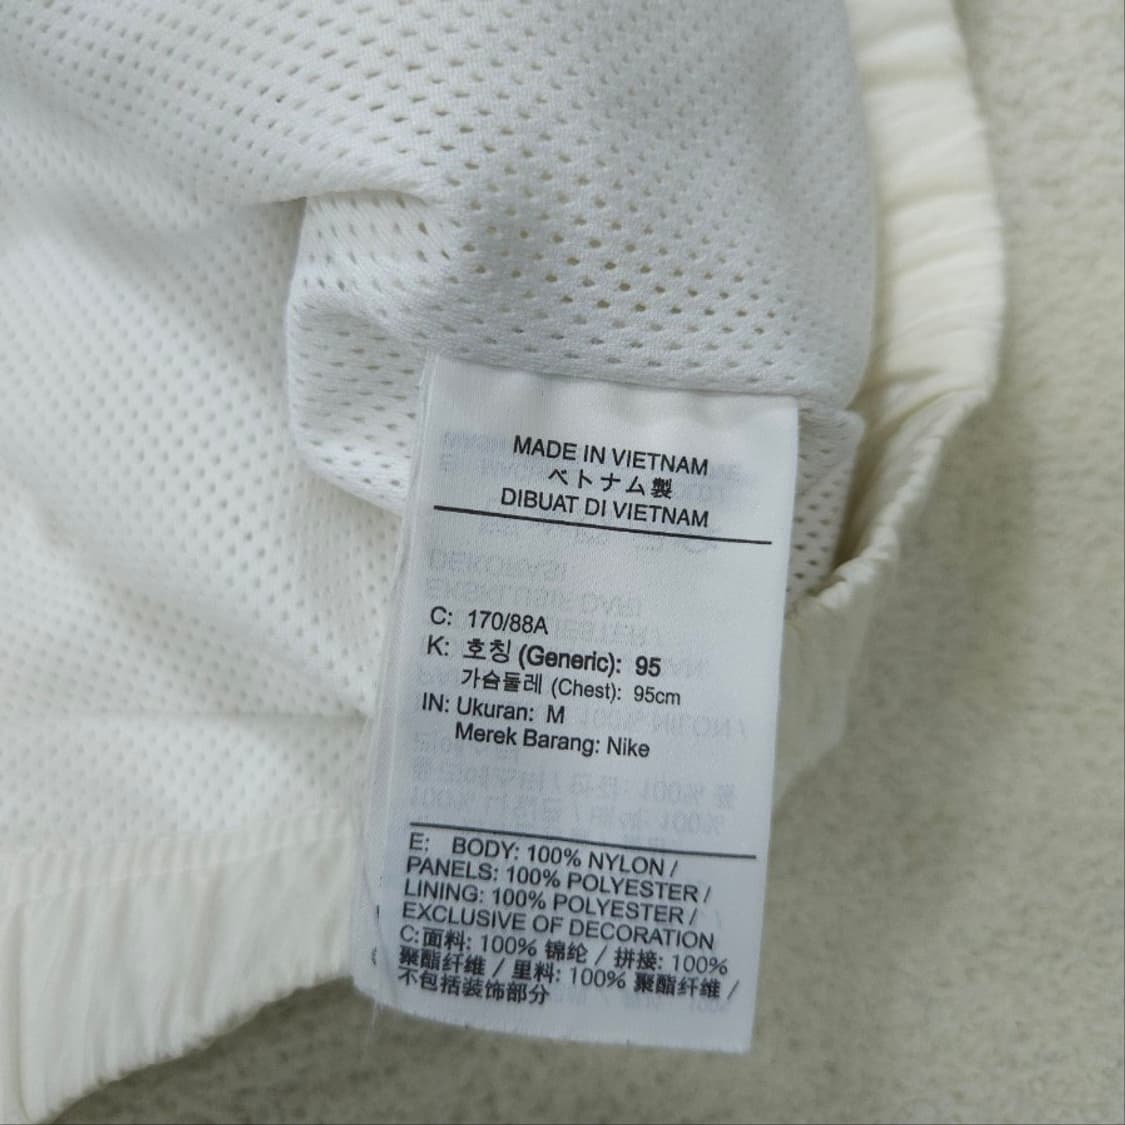 MADE IN VIETNAM
ベトナム製
DIBUAT DI VIETNAM
C: 170/88A
K: 호칭 (Generic): 95
가슴둘레 (Chest): 95cm
IN: Ukuran: M
Merek Barang: Nike
E: BODY: 100% NYLON /
PANELS: 100% POLYESTER /
LINING: 100% POLYESTER /
EXCLUSIVE OF DECORATION
C:面料: 100% 锦纶 / 拼接: 100%
聚酯纤维 / 里料: 100% 聚酯纤维 /
不包括装饰部分